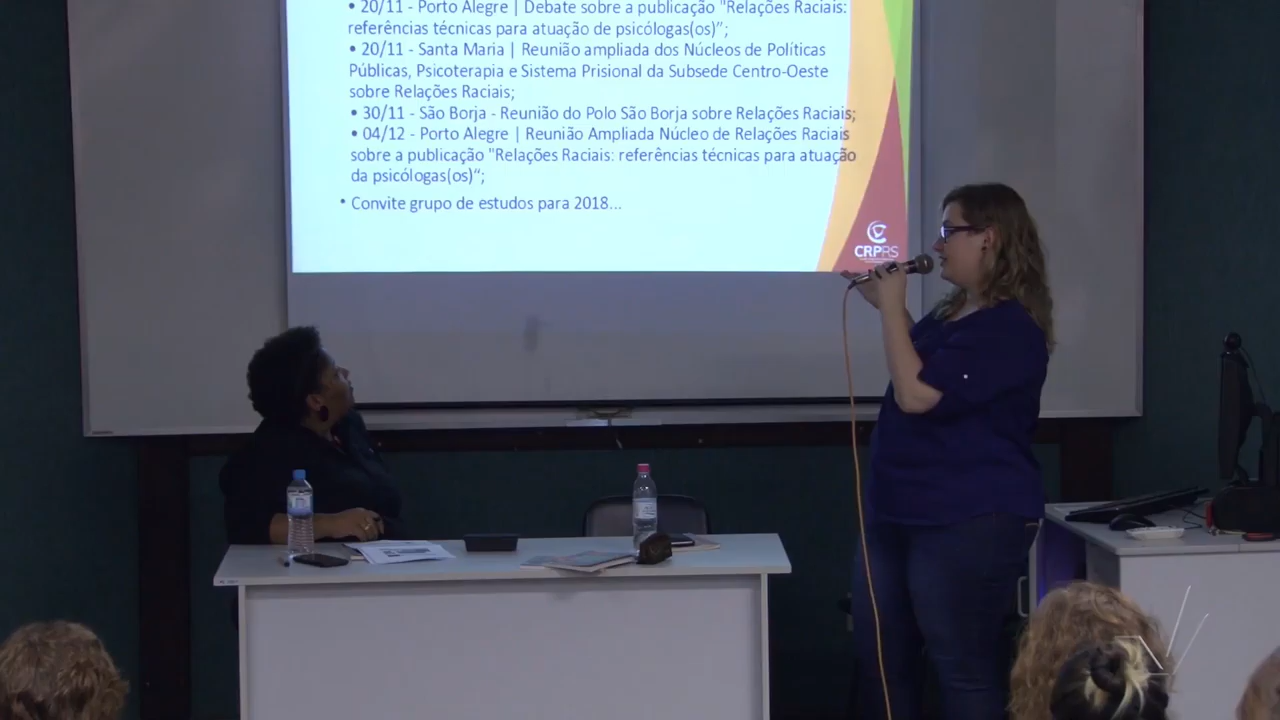 • 20/11 - Porto Alegre | Debate sobre a publicação "Relações Raciais:
referências técnicas para atuação de psicólogas(os)”;
• 20/11 - Santa Maria | Reunião ampliada dos Núcleos de Políticas
Públicas, Psicoterapia e Sistema Prisional da Subsede Centro-Oeste
sobre Relações Raciais;
• 30/11 - São Borja - Reunião do Polo São Borja sobre Relações Raciais;
• 04/12 - Porto Alegre | Reunião Ampliada Núcleo de Relações Raciais
sobre a publicação "Relações Raciais: referências técnicas para atuação
da psicólogas(os)“;
• Convite grupo de estudos para 2018...
CRPRS